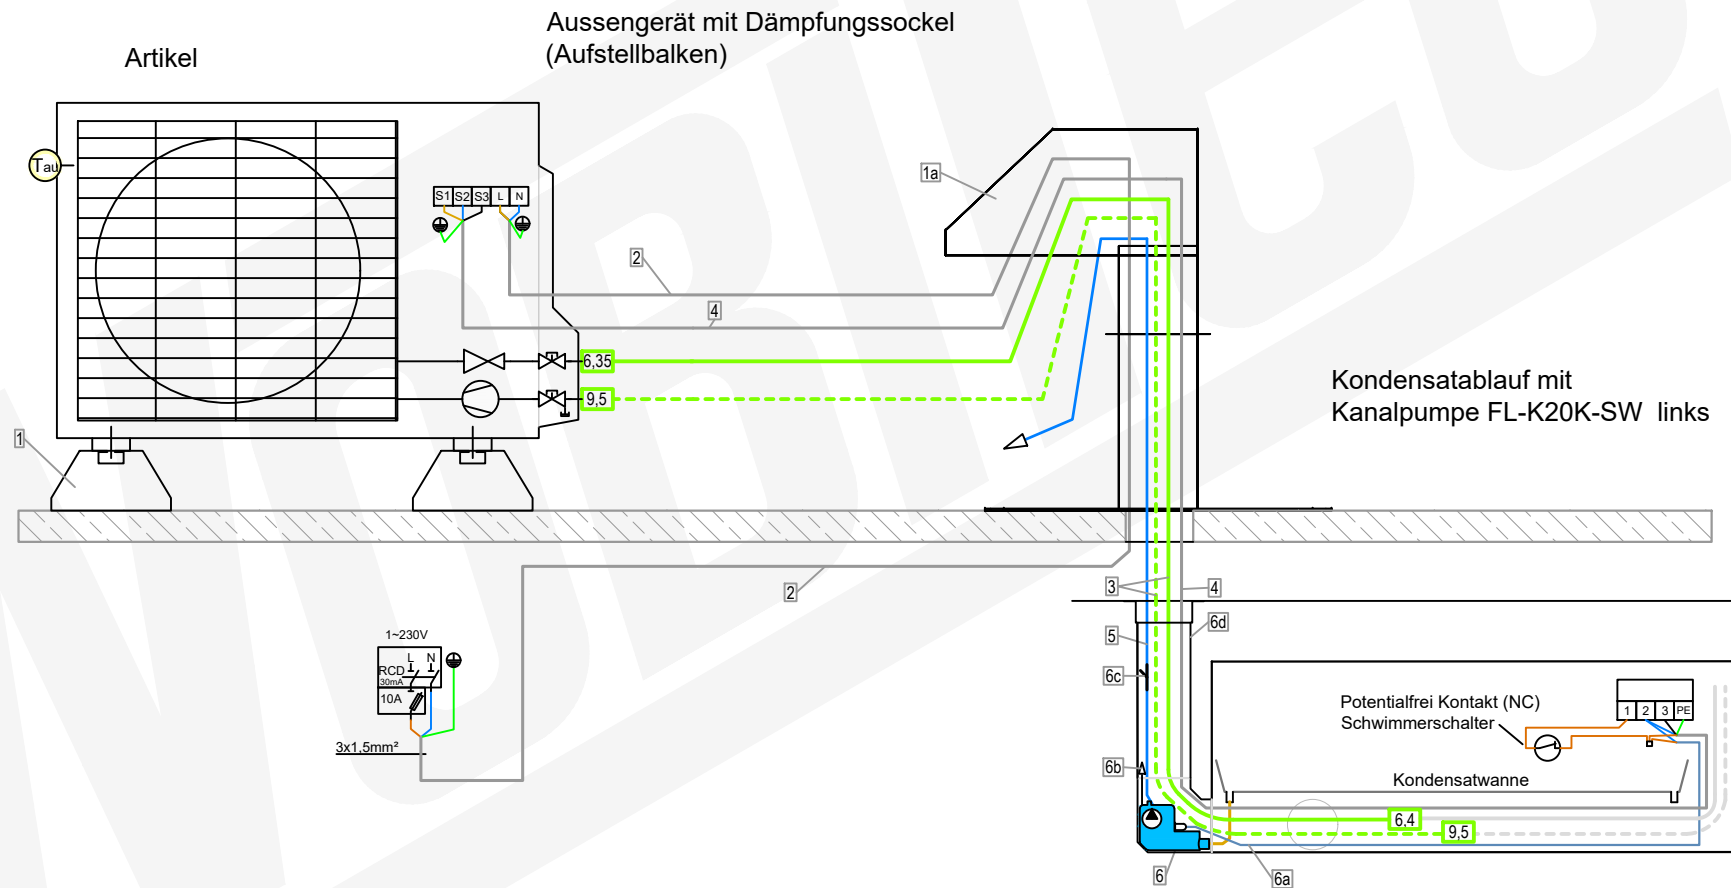 Aussengerät mit Dämpfungssockel
(Aufstellbalken)
Artikel
Tau
S1 S2 S3 L N
1a
2
4
6,35
9,5
Kondensatablauf mit
Kanalpumpe FL-K20K-SW links
1
2
3
4
5
6d
6c
1~230V
L N
RCD
30mA
10A
3x1,5mm²
Potentialfrei Kontakt (NC)
Schwimmerschalter
1 2 3 PE
6b
Kondensatwanne
6,4
9,5
6
6a